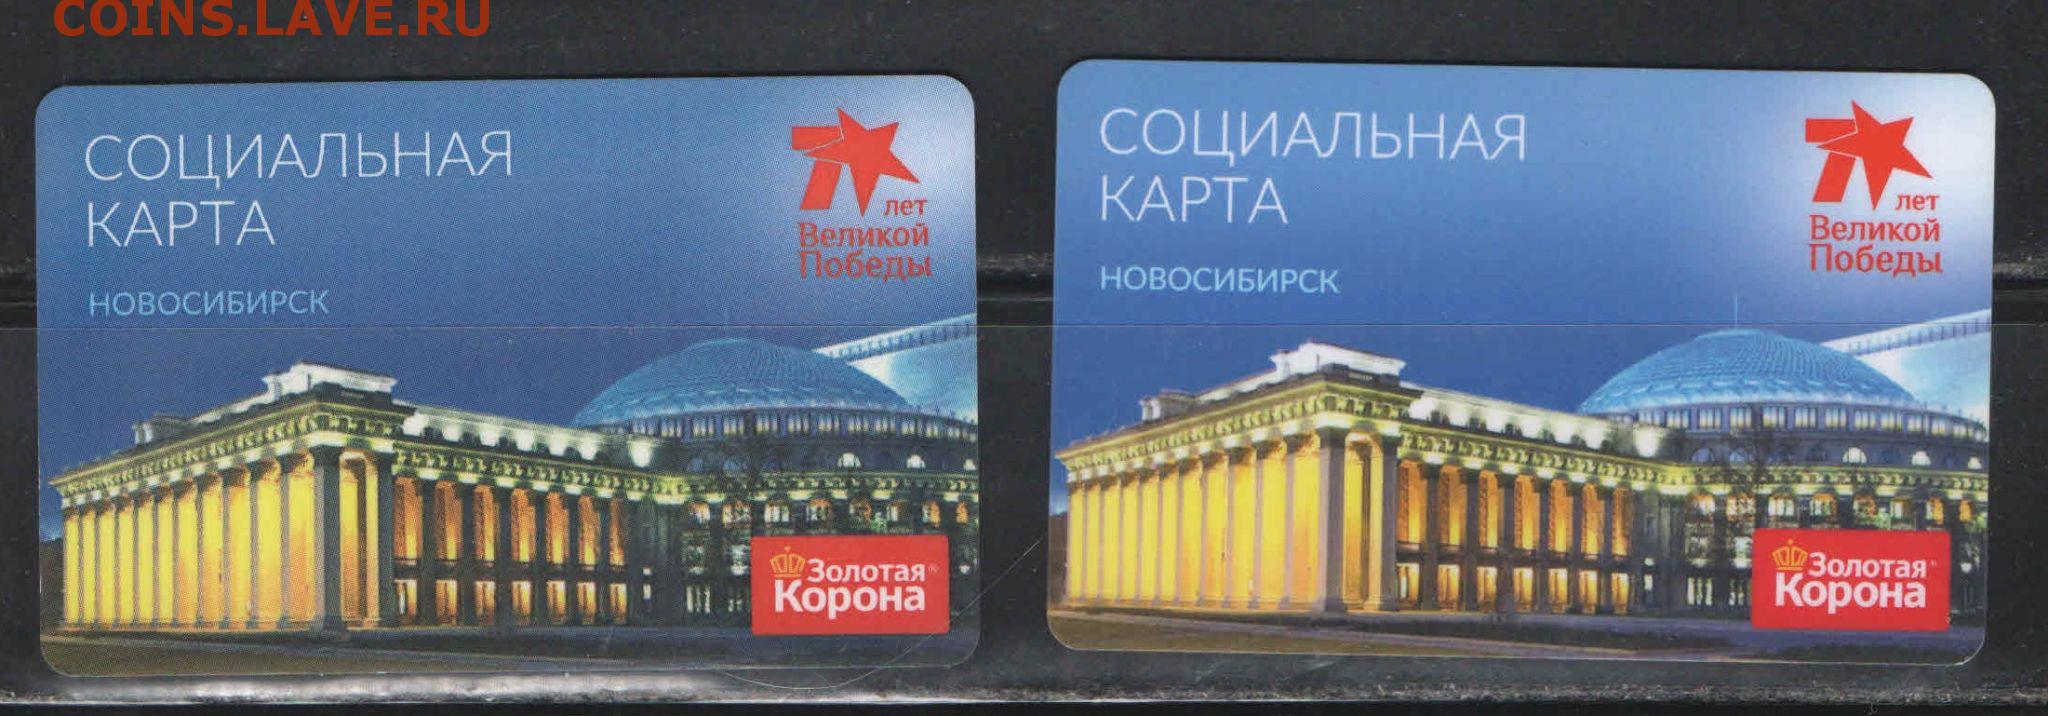 COINS.LAVE.RU
СОЦИАЛЬНАЯ
КАРТА
НОВОСИБИРСК
7 лет
Великой
Победы
Золотая®
Корона
СОЦИАЛЬНАЯ
КАРТА
НОВОСИБИРСК
7 лет
Великой
Победы
Золотая®
Корона